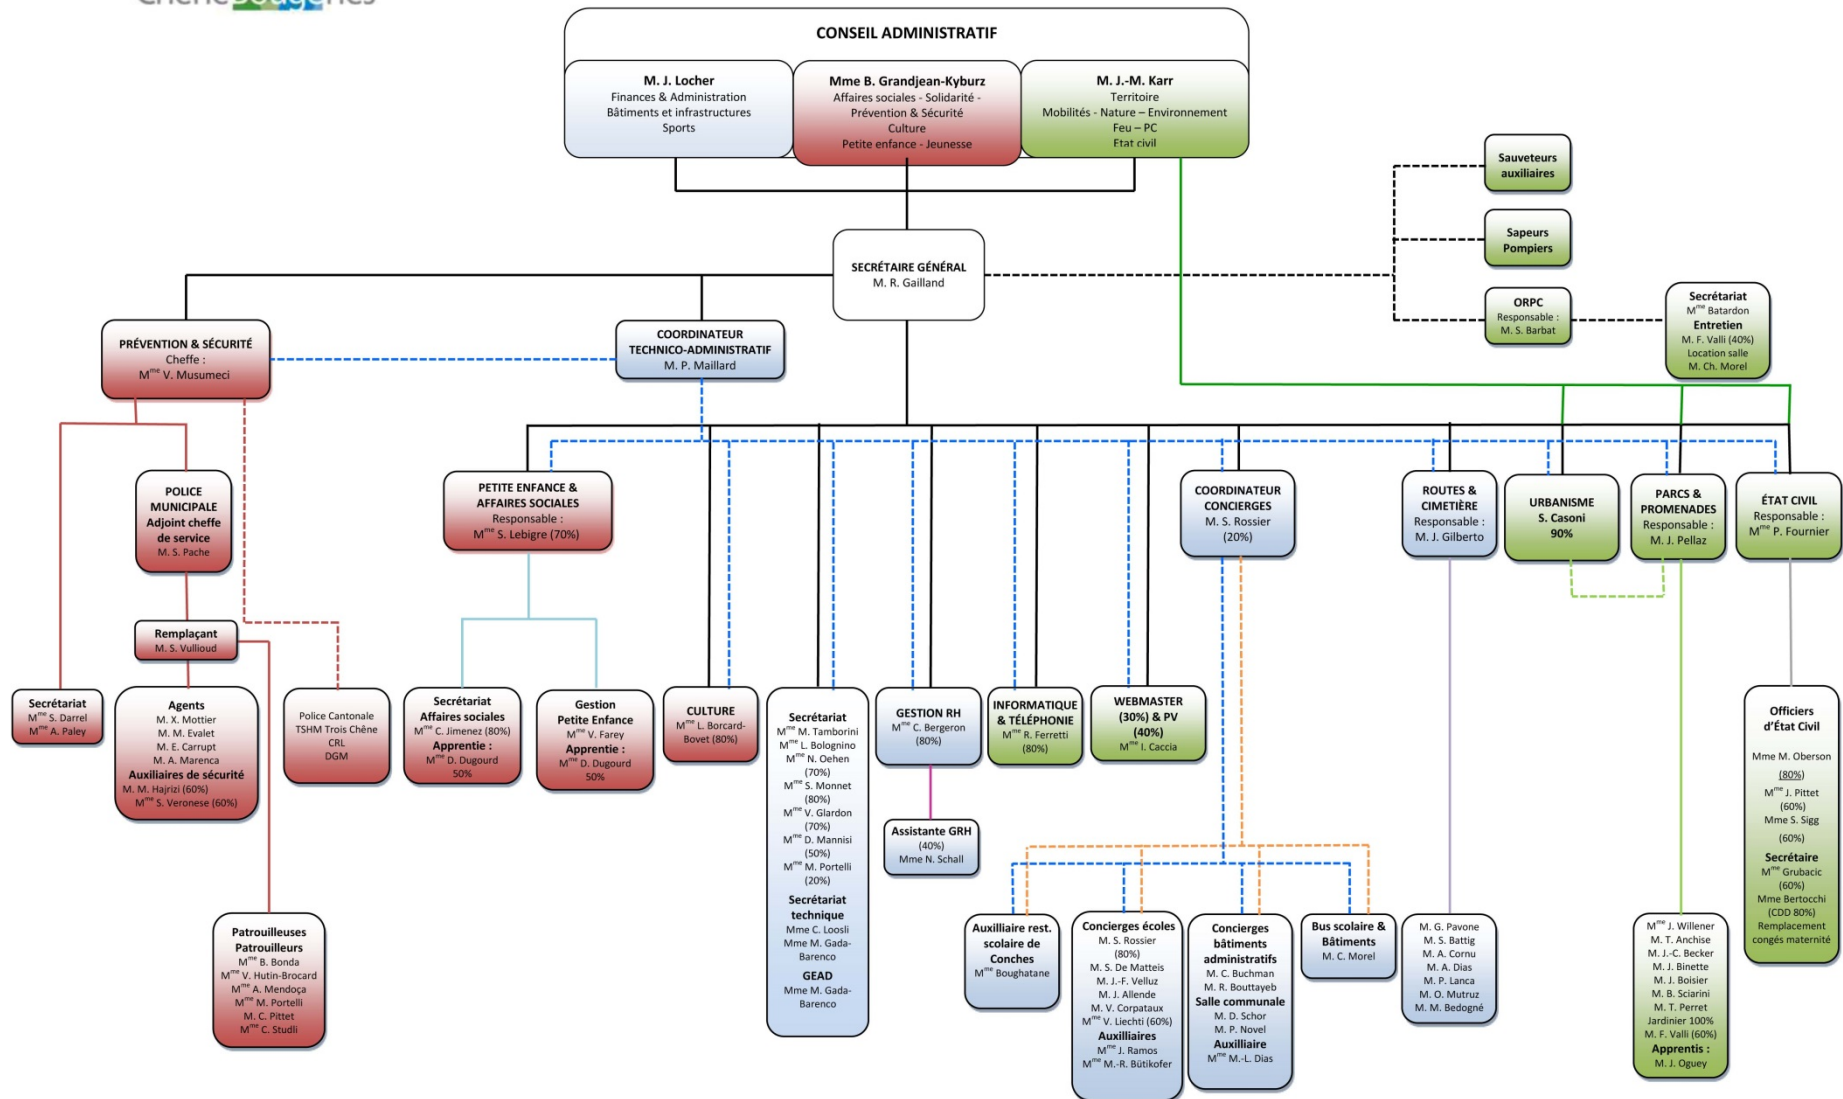 CONSEIL ADMINISTRATIF
M. J. Locher
Finances & Administration
Bâtiments et infrastructures
Sports
Mme B. Grandjean-Kyburz
Affaires sociales - Solidarité -
Prévention & Sécurité
Culture
Petite enfance - Jeunesse
M. J.-M. Karr
Territoire
Mobilités - Nature – Environnement
Feu – PC
Etat civil
SECRÉTAIRE GÉNÉRAL
M. R. Gailland
Sauveteurs
auxiliaires
Sapeurs
Pompiers
ORPC
Responsable :
M. S. Barbat
Secrétariat
Mme Batardon
Entretien
M. F. Valli (40%)
Location salle
M. Ch. Morel
PRÉVENTION & SÉCURITÉ
Cheffe :
Mme V. Musumeci
COORDINATEUR
TECHNICO-ADMINISTRATIF
M. P. Maillard
POLICE
MUNICIPALE
Adjoint cheffe
de service
M. S. Pache
PETITE ENFANCE &
AFFAIRES SOCIALES
Responsable :
Mme S. Lebigre (70%)
COORDINATEUR
CONCIERGES
M. S. Rossier
(20%)
ROUTES &
CIMETIÈRE
Responsable :
M. J. Gilberto
URBANISME
S. Casoni
90%
PARCS &
PROMENADES
Responsable :
M. J. Pellaz
ÉTAT CIVIL
Responsable :
Mme P. Fournier
Remplaçant
M. S. Vullioud
Secrétariat
Mme S. Darrel
Mme A. Paley
Agents
M. X. Mottier
M. M. Evalet
M. E. Carrupt
M. A. Marenca
Auxiliaires de sécurité
M. M. Hajrizi (60%)
Mme S. Veronese (60%)
Police Cantonale
TSHM Trois Chêne
CRL
DGM
Secrétariat
Affaires sociales
Mme C. Jimenez (80%)
Apprentie :
Mme D. Dugourd
50%
Gestion
Petite Enfance
Mme V. Farey
Apprentie :
Mme D. Dugourd
50%
CULTURE
Mme L. Borcard-
Bovet (80%)
Secrétariat
Mme M. Tamborini
Mme L. Bolognino
Mme N. Oehen
(70%)
Mme S. Monnet
(80%)
Mme V. Glardon
(70%)
Mme D. Mannisi
(50%)
Mme M. Portelli
(20%)
Secrétariat
technique
Mme C. Loosli
Mme M. Gada-
Barenco
GEAD
Mme M. Gada-
Barenco
GESTION RH
Mme C. Bergeron
(80%)
INFORMATIQUE
& TÉLÉPHONIE
Mme R. Ferretti
(80%)
WEBMASTER
(30%) & PV
(40%)
Mme I. Caccia
Assistante GRH
(40%)
Mme N. Schall
Officiers
d'État Civil
Mme M. Oberson
(80%)
Mme J. Pittet
(60%)
Mme S. Sigg
(60%)
Secrétaire
Mme Grubacic
(60%)
Mme Bertocchi
(CDD 80%)
Remplacement
congés maternité
Patrouilleuses
Patrouilleurs
Mme B. Bonda
Mme V. Hutin-Brocard
Mme A. Mendoça
Mme M. Portelli
M. C. Pittet
Mme C. Studli
Auxilliaire rest.
scolaire de
Conches
Mme Boughatane
Concierges écoles
M. S. Rossier
(80%)
M. S. De Matteis
M. J.-F. Velluz
M. J. Allende
M. V. Corpataux
Mme V. Liechti (60%)
Auxilliaires
Mme J. Ramos
Mme M.-R. Bütikofer
Concierges
bâtiments
administratifs
M. C. Buchman
M. R. Bouttayeb
Salle communale
M. D. Schor
M. P. Novel
Auxilliaire
Mme M.-L. Dias
Bus scolaire &
Bâtiments
M. C. Morel
M. G. Pavone
M. S. Battig
M. A. Cornu
M. A. Dias
M. P. Lanca
M. O. Mutruz
M. M. Bedogné
Mme J. Willener
M. T. Anchise
M. J.-C. Becker
M. J. Binette
M. J. Boisier
M. B. Sciarini
M. T. Perret
Jardinier 100%
M. F. Valli (60%)
Apprentis :
M. J. Oguey